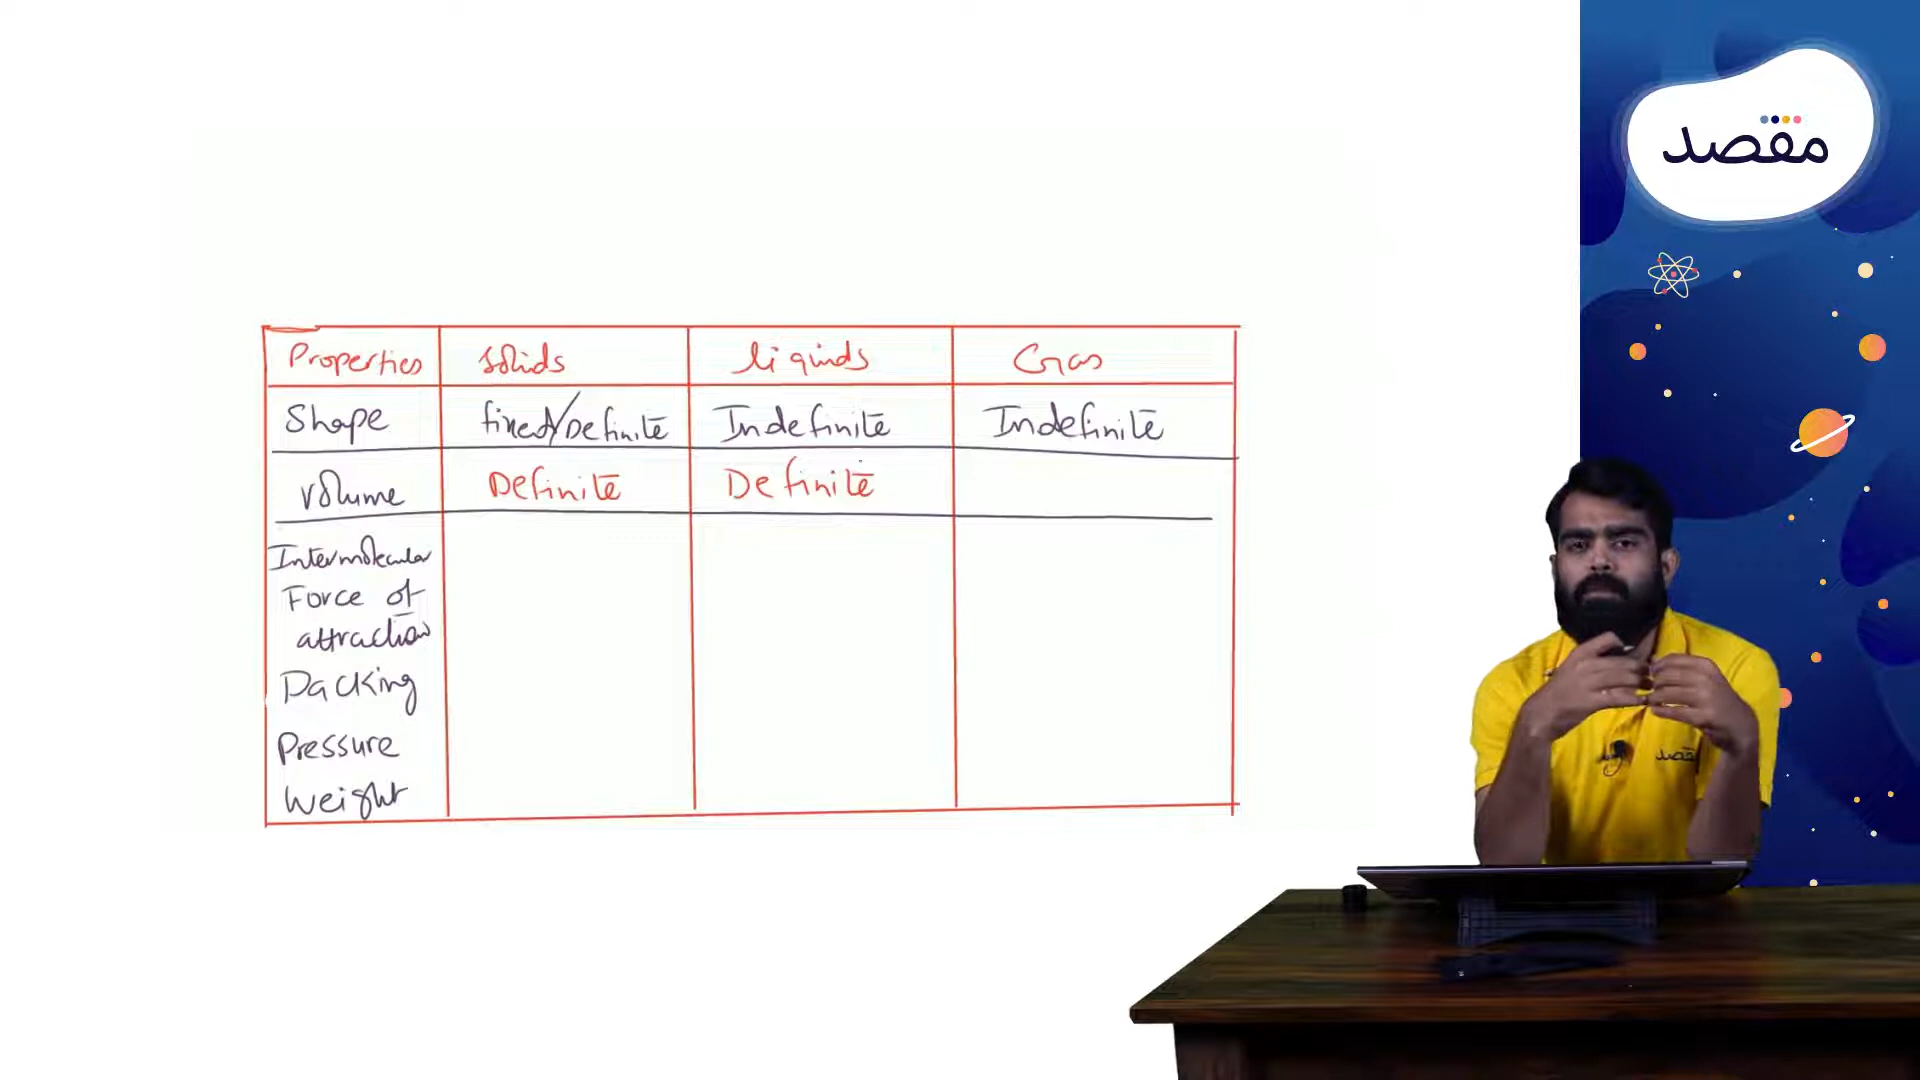 مقصد
Properties solids liquids Gas
Shape fixed/Definite Indefinite Indefinite
volume Definite Definite
Intermolecular
Force of
attraction
Packing
Pressure
weight
مقصد